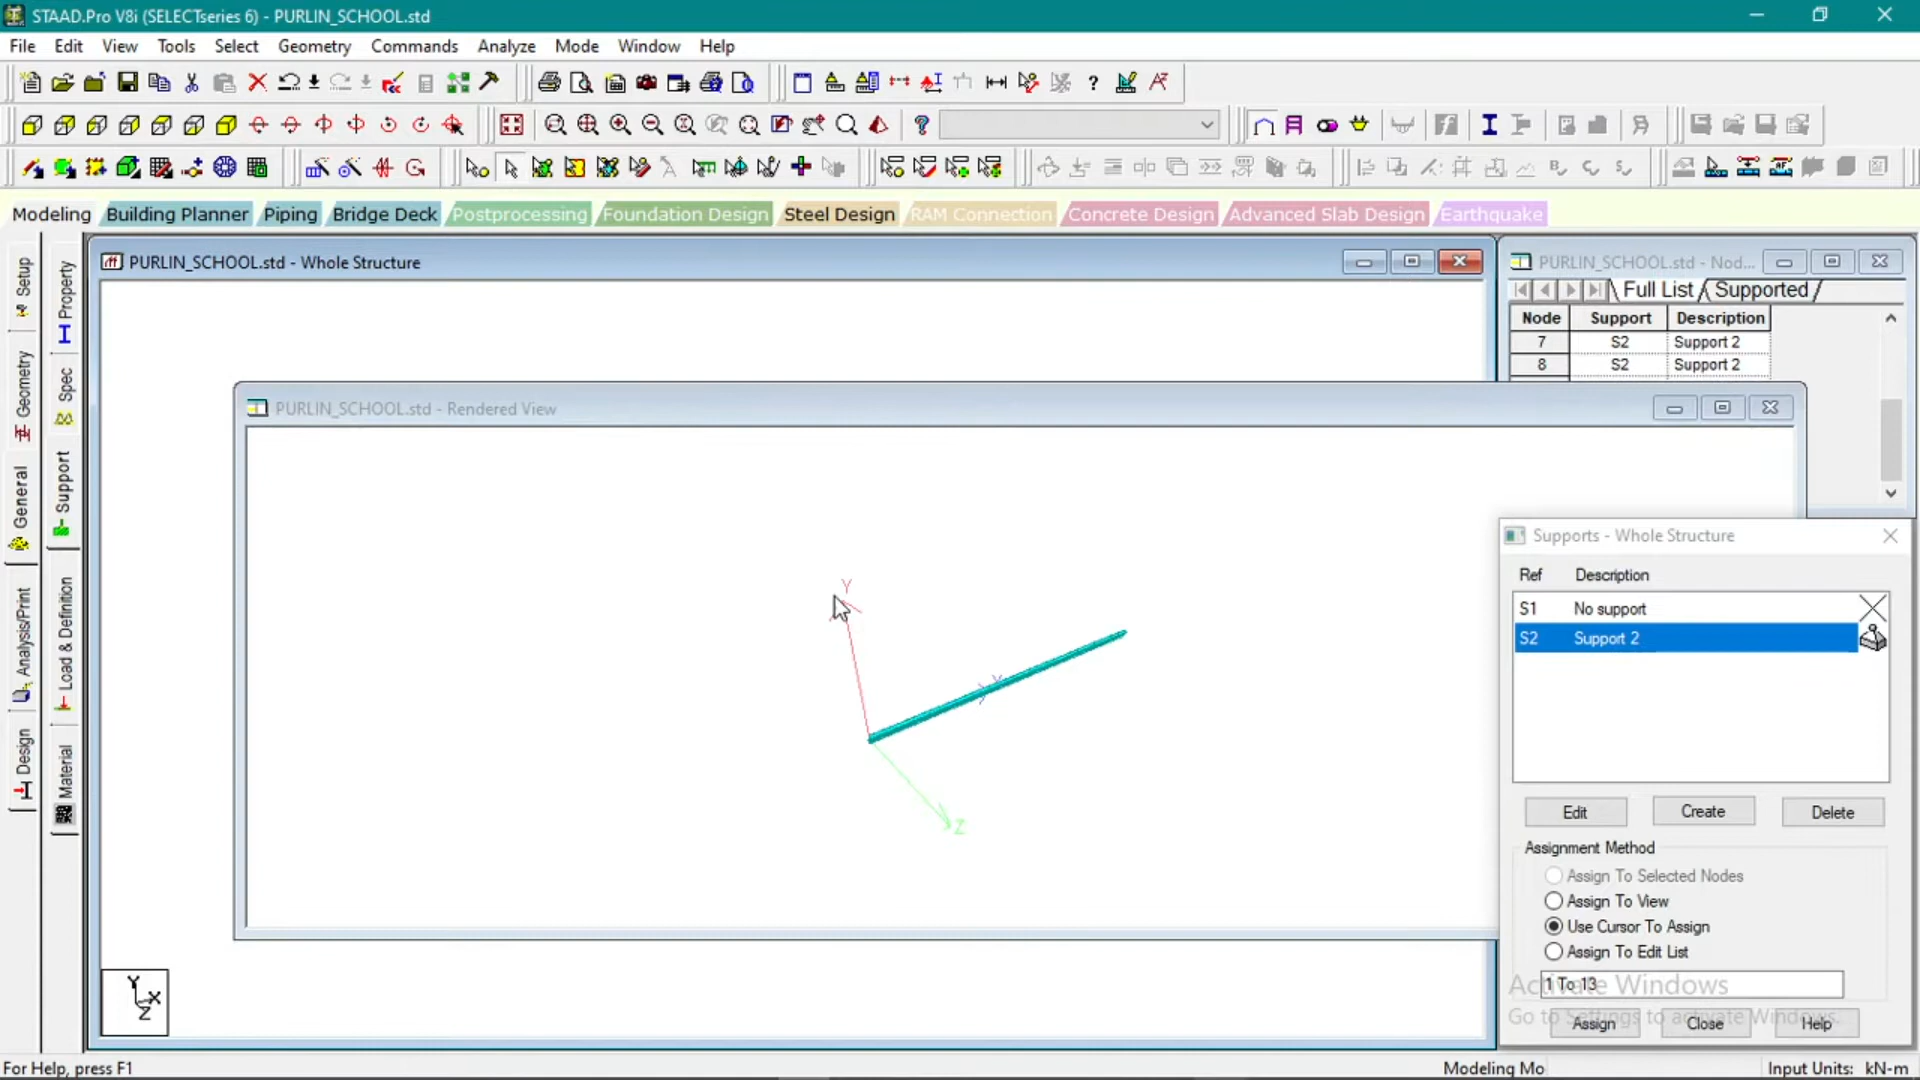 STAAD.Pro V8i (SELECTseries 6) - PURLIN_SCHOOL.std
File Edit View Tools Select Geometry Commands Analyze Mode Window Help
Modeling Building Planner Piping Bridge Deck Postprocessing Foundation Design Steel Design RAM Connection Concrete Design Advanced Slab Design Earthquake
Setup
Geometry
General
Analysis/Print
Design
Property
Spec
Support
Load & Definition
Material
PURLIN_SCHOOL.std - Whole Structure
PURLIN_SCHOOL.std - Nod...
Full List Supported
Node Support Description
7 S2 Support 2
8 S2 Support 2
PURLIN_SCHOOL.std - Rendered View
Y
X
Z
Supports - Whole Structure
Ref Description
S1 No support
S2 Support 2
Edit Create Delete
Assignment Method
Assign To Selected Nodes
Assign To View
Use Cursor To Assign
Assign To Edit List
1 To 13
Activate Windows
Go to Settings to activate Windows.
Assign Close Help
Y
X
Z
For Help, press F1
Modeling Mo
Input Units: kN-m